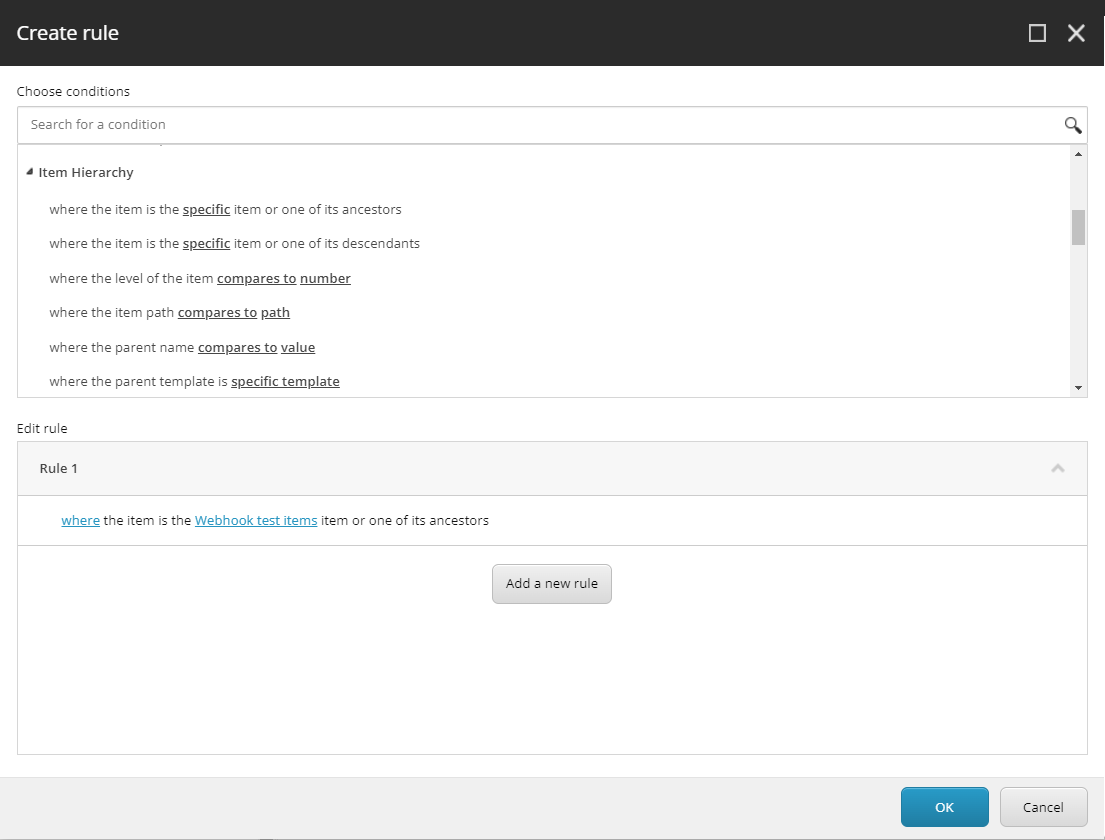 Create rule
Choose conditions
Search for a condition
Item Hierarchy
where the item is the specific item or one of its ancestors
where the item is the specific item or one of its descendants
where the level of the item compares to number
where the item path compares to path
where the parent name compares to value
where the parent template is specific template
Edit rule
Rule 1
where the item is the Webhook test items item or one of its ancestors
Add a new rule
OK Cancel